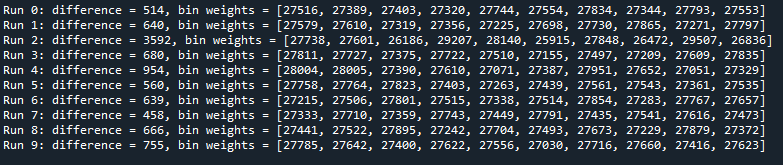 Run 0: difference = 514, bin weights = [27516, 27389, 27403, 27320, 27744, 27554, 27834, 27344, 27793, 27553]
Run 1: difference = 640, bin weights = [27579, 27610, 27319, 27356, 27225, 27698, 27730, 27865, 27271, 27797]
Run 2: difference = 3592, bin weights = [27738, 27601, 26186, 29207, 28140, 25915, 27848, 26472, 29507, 26836]
Run 3: difference = 680, bin weights = [27811, 27727, 27375, 27722, 27510, 27155, 27497, 27209, 27609, 27835]
Run 4: difference = 954, bin weights = [28004, 28005, 27390, 27610, 27071, 27387, 27951, 27652, 27051, 27329]
Run 5: difference = 560, bin weights = [27758, 27764, 27823, 27403, 27263, 27439, 27561, 27543, 27361, 27535]
Run 6: difference = 639, bin weights = [27215, 27506, 27801, 27515, 27338, 27514, 27854, 27283, 27767, 27657]
Run 7: difference = 458, bin weights = [27333, 27710, 27359, 27743, 27449, 27791, 27435, 27541, 27616, 27473]
Run 8: difference = 666, bin weights = [27441, 27522, 27895, 27242, 27704, 27493, 27673, 27229, 27879, 27372]
Run 9: difference = 755, bin weights = [27785, 27642, 27400, 27622, 27556, 27030, 27716, 27660, 27416, 27623]